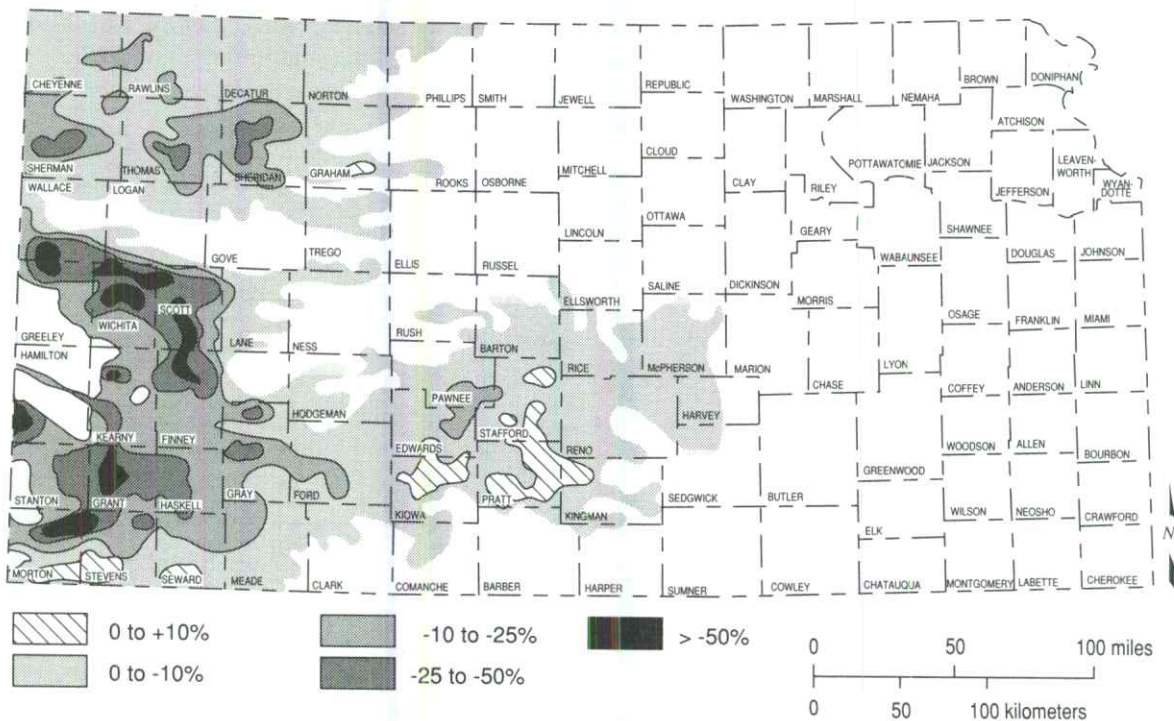 CHEYENNE
RAWLINS
DECATUR
NORTON
PHILLIPS
SMITH
JEWELL
REPUBLIC
WASHINGTON
MARSHALL
NEMAHA
BROWN
DONIPHAN
ATCHISON
SHERMAN
THOMAS
SHERIDAN
GRAHAM
ROOKS
OSBORNE
MITCHELL
CLOUD
CLAY
RILEY
POTTAWATOMIE
JACKSON
JEFFERSON
LEAVEN-
WORTH
WYAN-
DOTTE
WALLACE
LOGAN
GOVE
TREGO
ELLIS
RUSSEL
LINCOLN
OTTAWA
GEARY
WABAUNSEE
SHAWNEE
DOUGLAS
JOHNSON
ELLSWORTH
SALINE
DICKINSON
MORRIS
GREELEY
WICHITA
SCOTT
LANE
NESS
RUSH
BARTON
OSAGE
FRANKLIN
MIAMI
HAMILTON
RICE
McPHERSON
MARION
CHASE
LYON
COFFEY
ANDERSON
LINN
KEARNY
FINNEY
HODGEMAN
PAWNEE
STAFFORD
HARVEY
EDWARDS
RENO
GREENWOOD
WOODSON
ALLEN
BOURBON
STANTON
GRANT
HASKELL
GRAY
FORD
KIOWA
PRATT
KINGMAN
SEDGWICK
BUTLER
ELK
WILSON
NEOSHO
CRAWFORD
N
MORTON
STEVENS
SEWARD
MEADE
CLARK
COMANCHE
BARBER
HARPER
SUMNER
COWLEY
CHATAUQUA
MONTGOMERY
LABETTE
CHEROKEE
0 to +10%
-10 to -25%
> -50%
0 to -10%
-25 to -50%
0 50 100 miles
0 50 100 kilometers